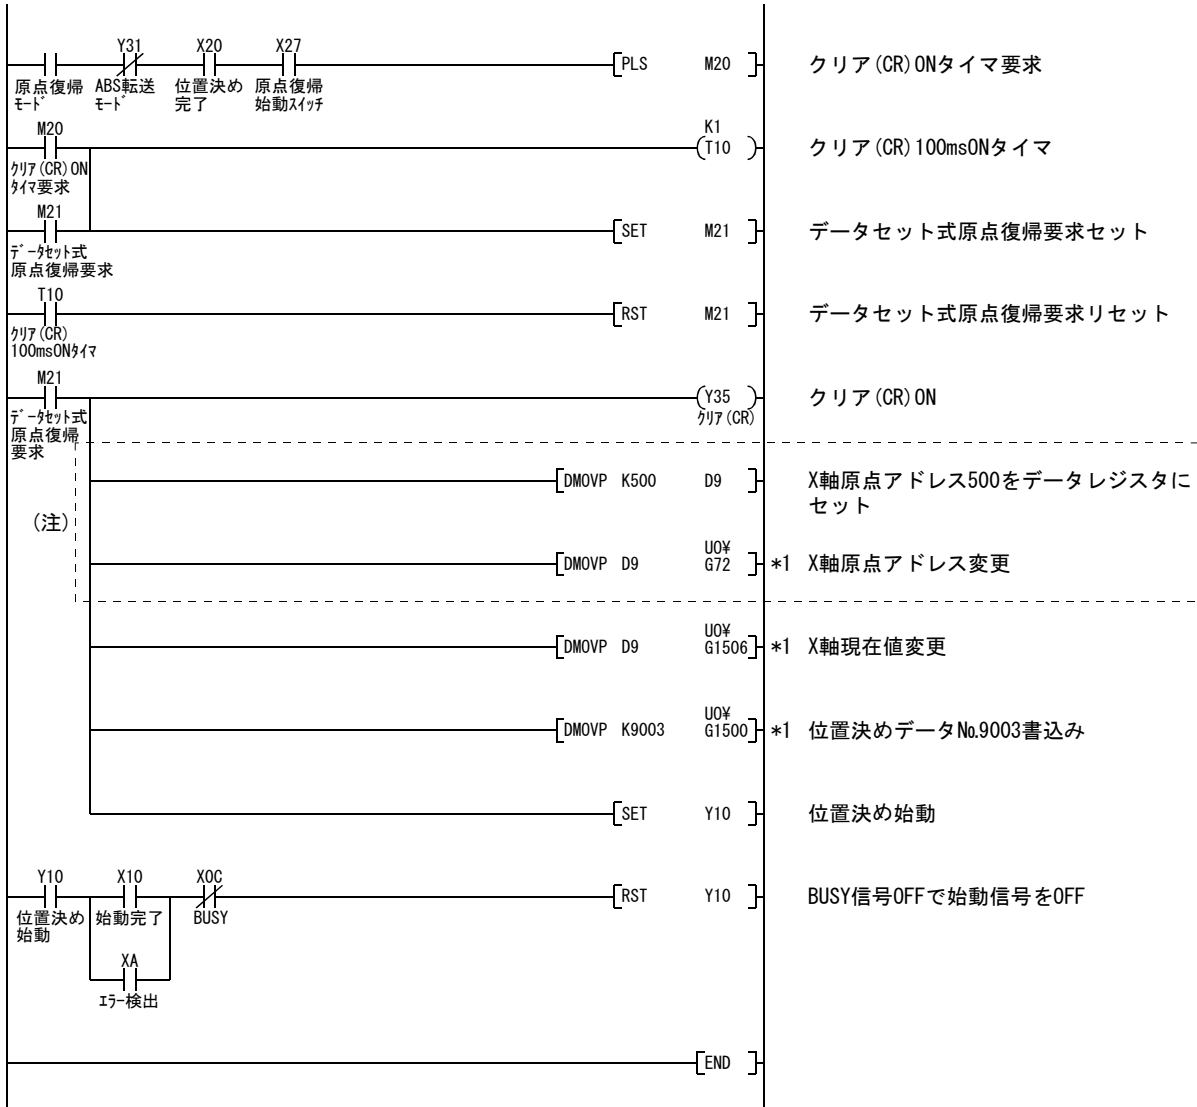 Y31 X20 X27
[PLS M20] クリア(CR)ONタイマ要求
原点復帰 ABS転送 位置決め 原点復帰
ﾓｰﾄﾞ ﾓｰﾄﾞ 完了 始動ｽｲｯﾁ
M20 K1
(T10) クリア(CR)100msONタイマ
ｸﾘｱ(CR)ON
ﾀｲﾏ要求
M21
[SET M21] データセット式原点復帰要求セット
ﾃﾞｰﾀｾｯﾄ式
原点復帰要求
T10
[RST M21] データセット式原点復帰要求リセット
ｸﾘｱ(CR)
100msONﾀｲﾏ
M21
(Y35) クリア(CR)ON
ﾃﾞｰﾀｾｯﾄ式 ｸﾘｱ(CR)
原点復帰
要求
[DMOVP K500 D9] X軸原点アドレス500をデータレジスタに
セット
(注)
U0¥
[DMOVP D9 G72] *1 X軸原点アドレス変更
U0¥
[DMOVP D9 G1506] *1 X軸現在値変更
U0¥
[DMOVP K9003 G1500] *1 位置決めデータ№9003書込み
[SET Y10] 位置決め始動
Y10 X10 X0C
[RST Y10] BUSY信号OFFで始動信号をOFF
位置決め 始動完了 BUSY
始動
XA
ｴﾗｰ検出
[END]